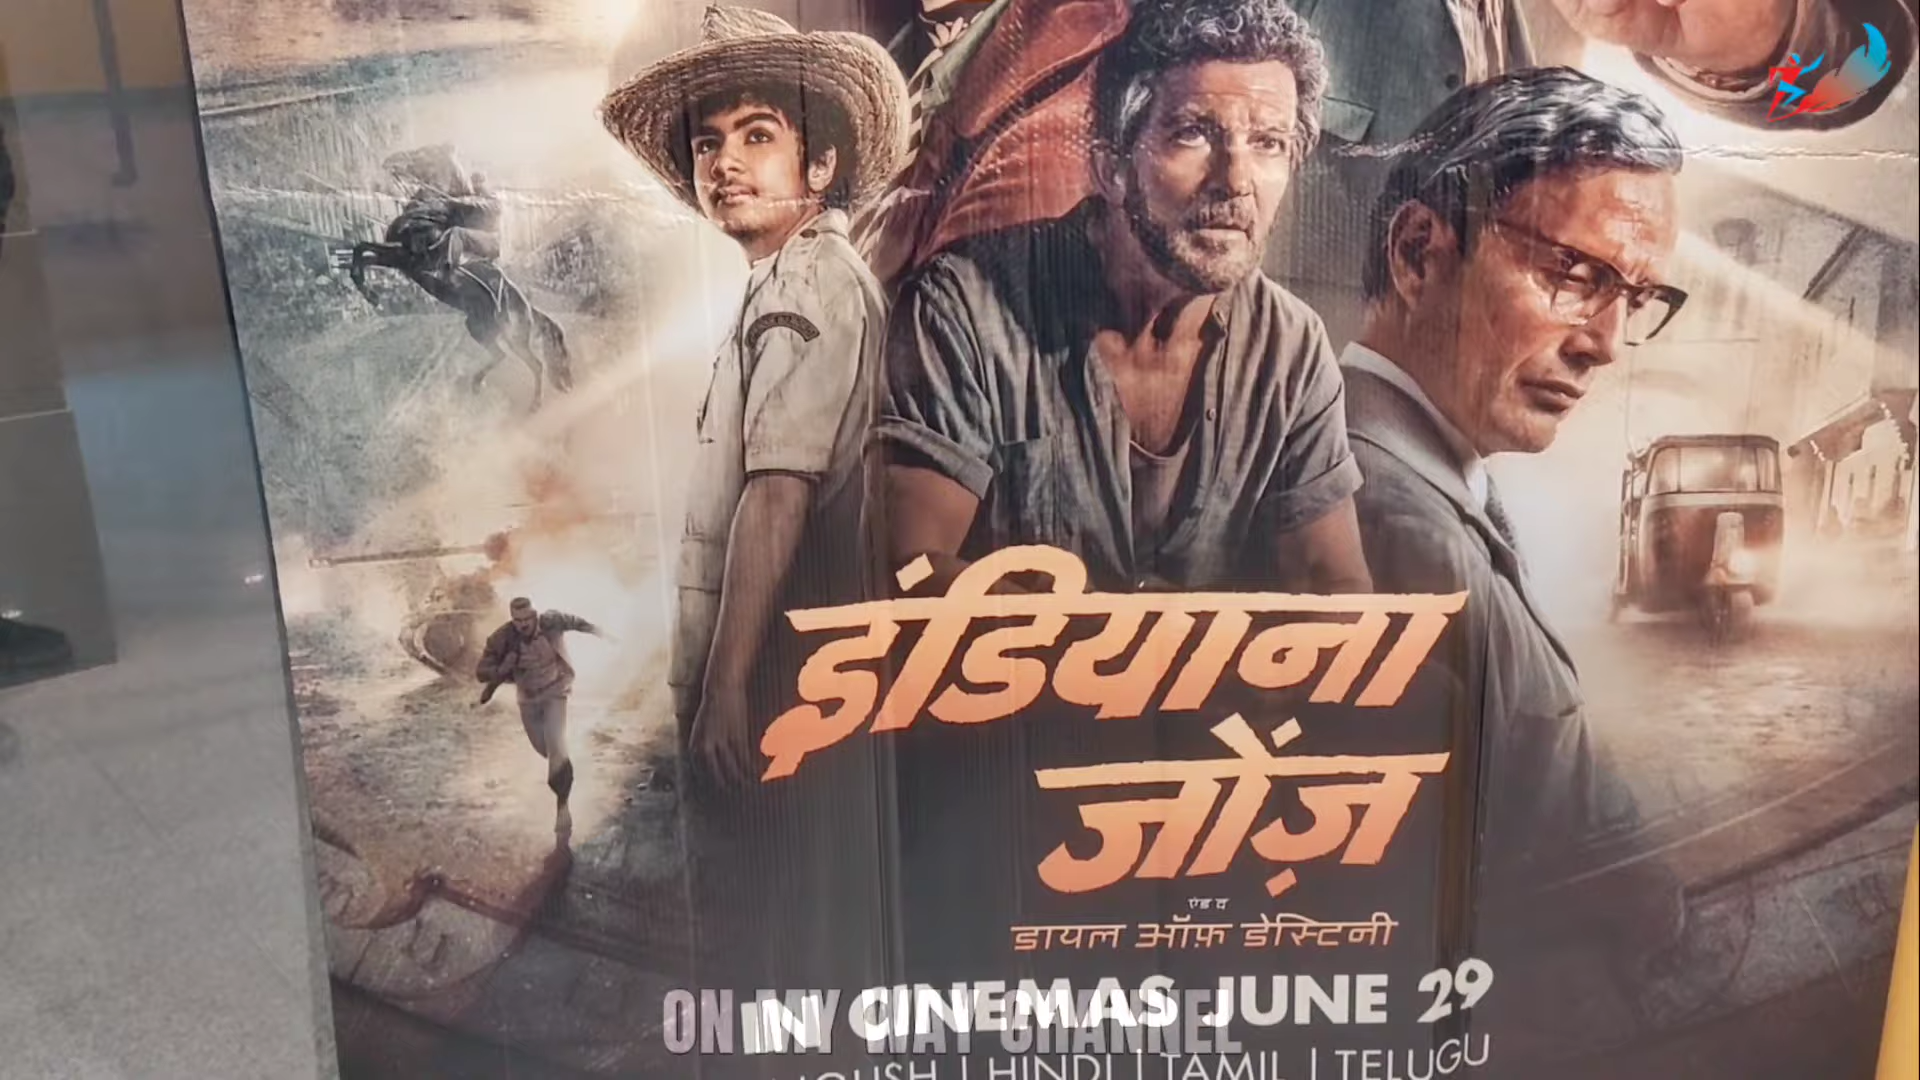 इंडियाना
जोंज़
एंड द
डायल ऑफ़ डेस्टिनी
IN CINEMAS JUNE 29
ON MY WAY CHANNEL
HINDI | TAMIL | TELUGU